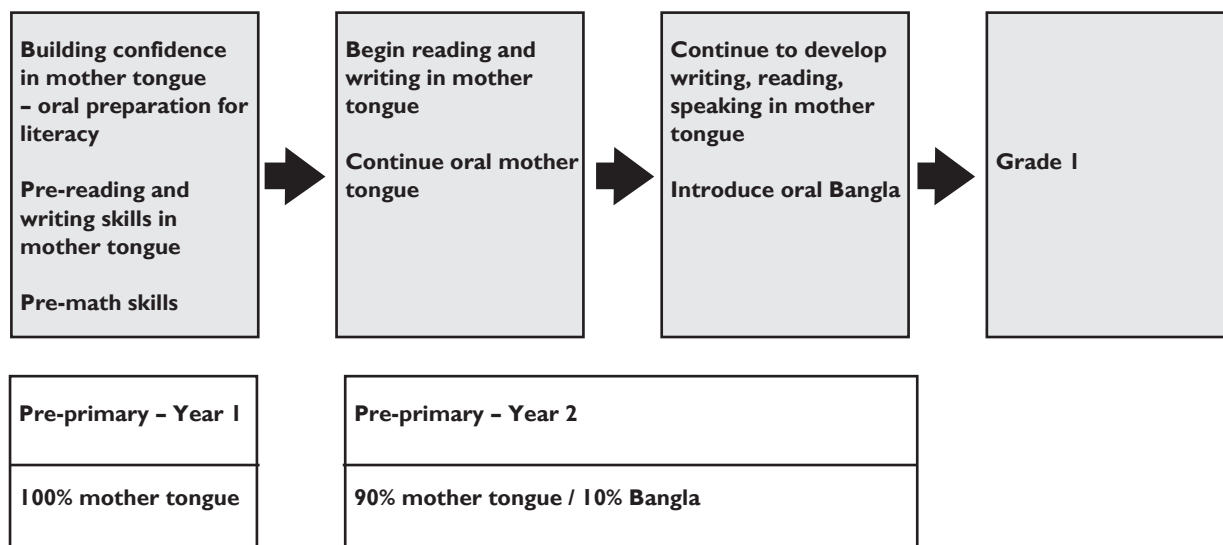 Building confidence
in mother tongue
– oral preparation for
literacy
Pre-reading and
writing skills in
mother tongue
Pre-math skills
Begin reading and
writing in mother
tongue
Continue oral mother
tongue
Continue to develop
writing, reading,
speaking in mother
tongue
Introduce oral Bangla
Grade 1
Pre-primary – Year 1
100% mother tongue
Pre-primary – Year 2
90% mother tongue / 10% Bangla